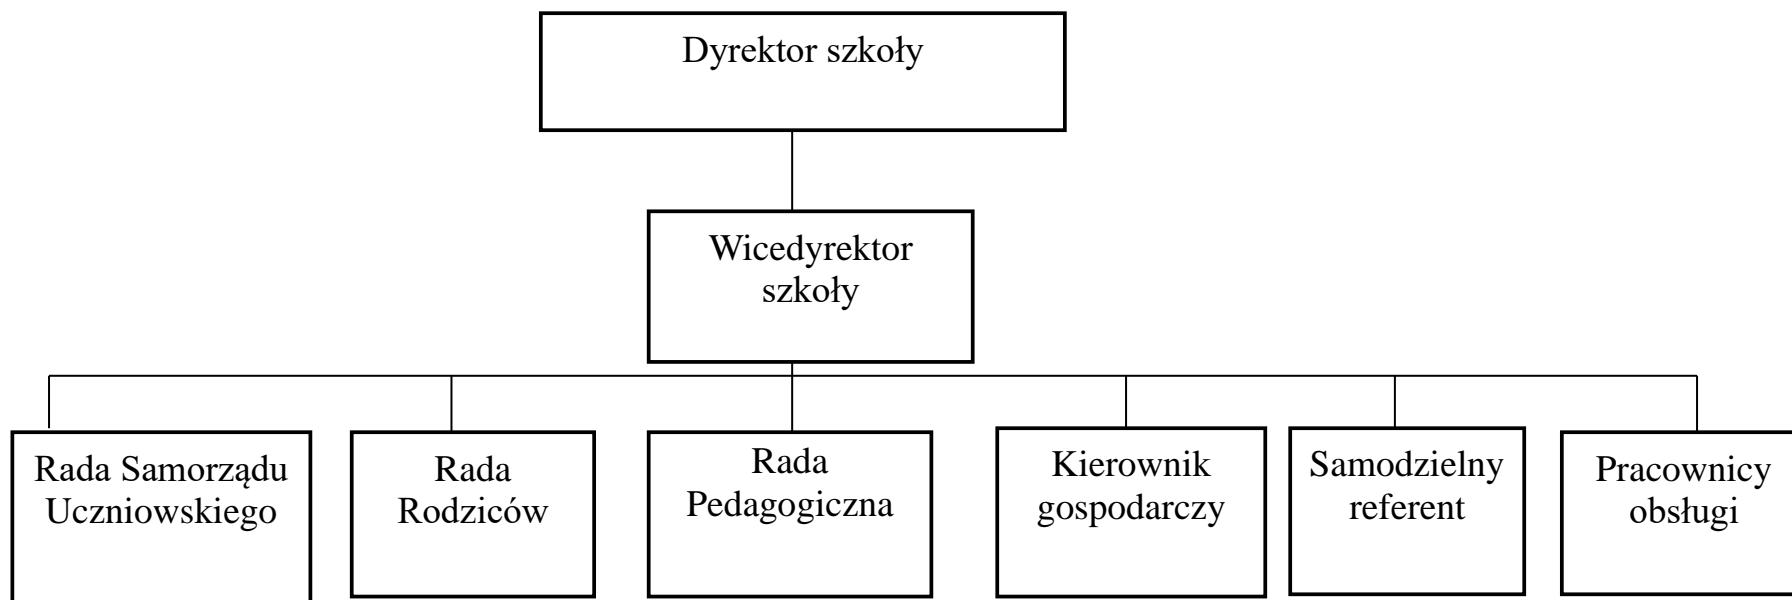 Dyrektor szkoły
Wicedyrektor
szkoły
Rada Samorządu
Uczniowskiego
Rada
Rodziców
Rada
Pedagogiczna
Kierownik
gospodarczy
Samodzielny
referent
Pracownicy
obsługi